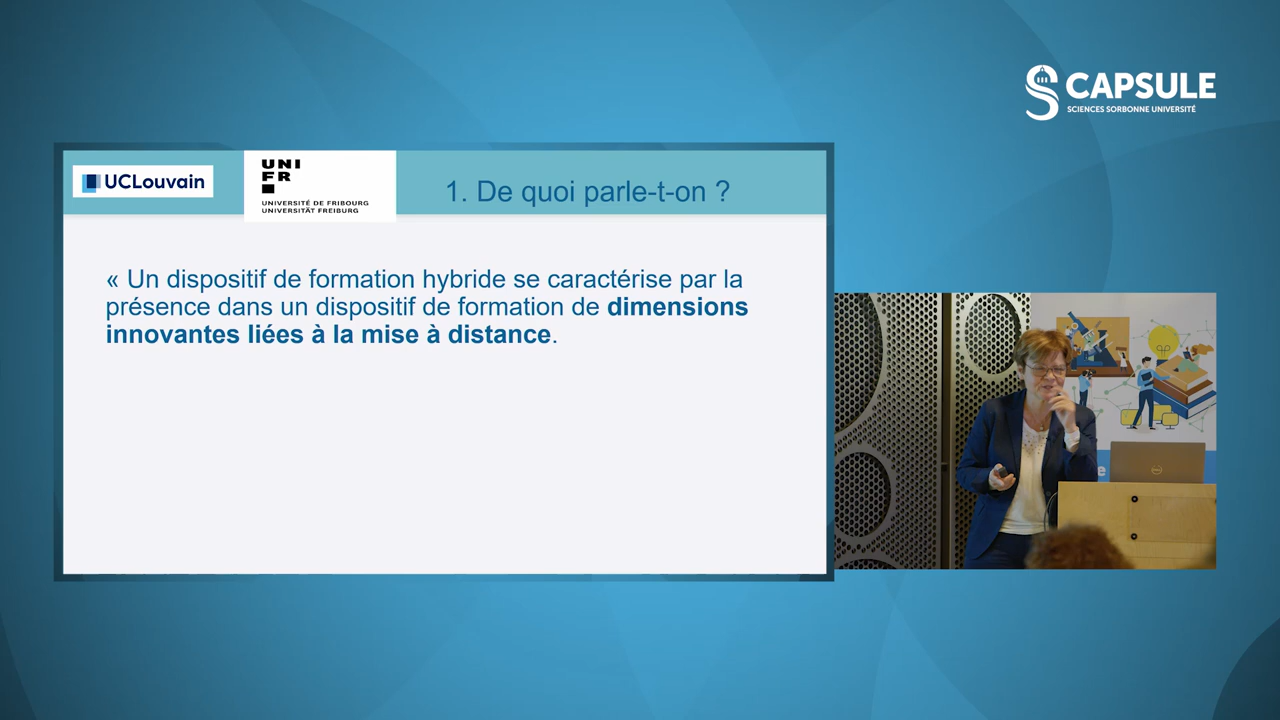 CAPSULE
SCIENCES SORBONNE UNIVERSITÉ
UCLouvain
UNI
FR
UNIVERSITÉ DE FRIBOURG
UNIVERSITÄT FREIBURG
1. De quoi parle-t-on ?
« Un dispositif de formation hybride se caractérise par la
présence dans un dispositif de formation de dimensions
innovantes liées à la mise à distance.